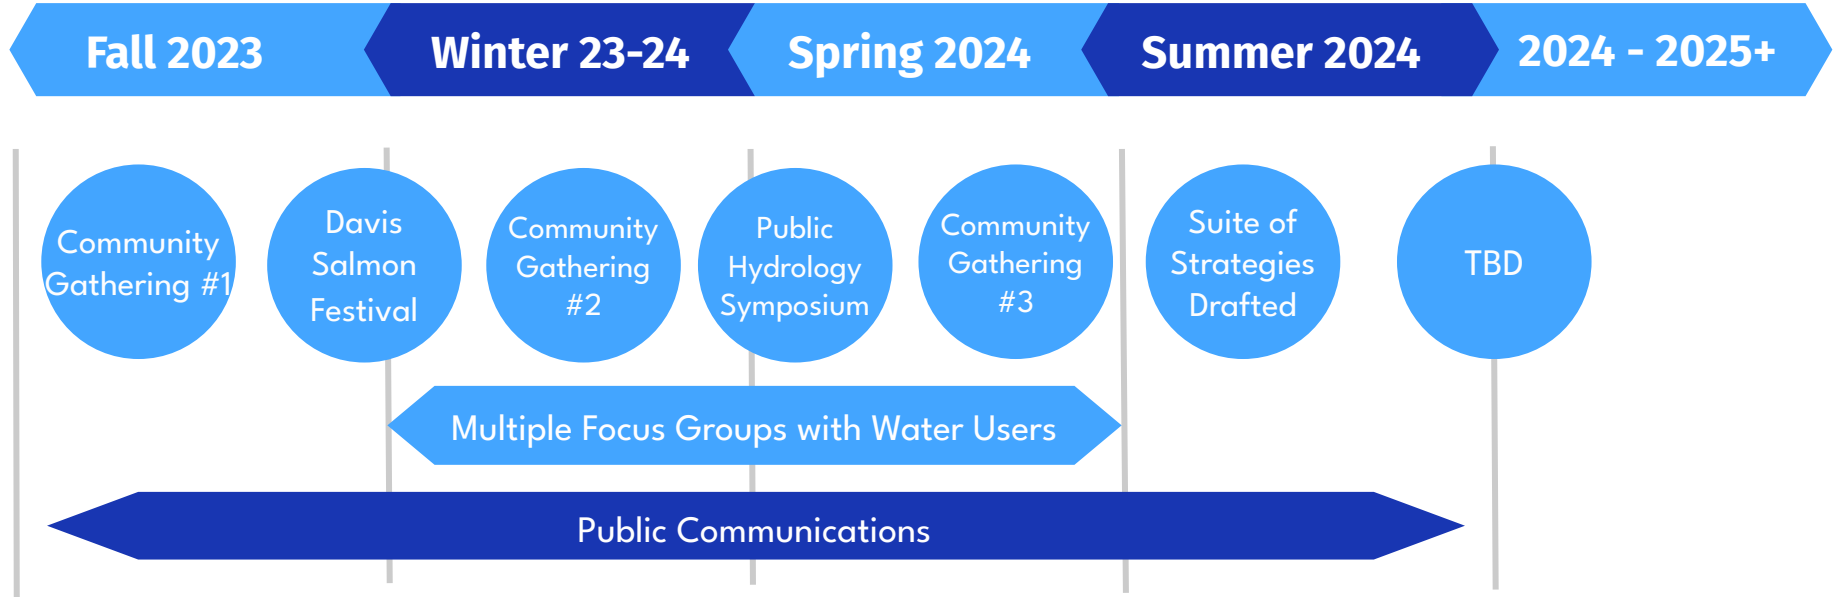 Fall 2023
Winter 23-24
Spring 2024
Summer 2024
2024 - 2025+
Community
Gathering #1
Davis
Salmon
Festival
Community
Gathering
#2
Public
Hydrology
Symposium
Community
Gathering
#3
Suite of
Strategies
Drafted
TBD
Multiple Focus Groups with Water Users
Public Communications